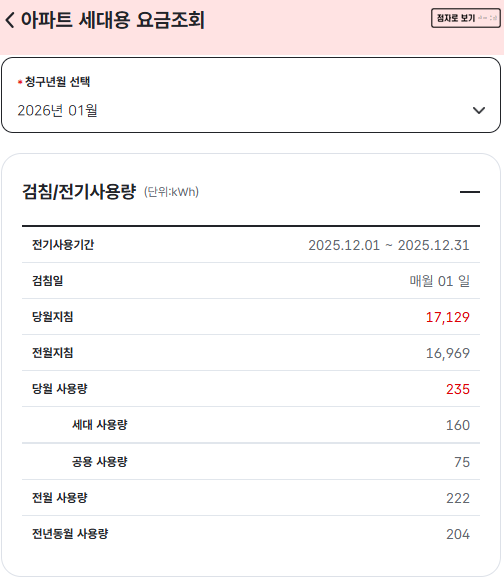 아파트 세대용 요금조회
점자로 보기
* 청구년월 선택
2026년 01월
검침/전기사용량 (단위:kWh)
전기사용기간 2025.12.01 ~ 2025.12.31
검침일 매월 01 일
당월지침 17,129
전월지침 16,969
당월 사용량 235
세대 사용량 160
공용 사용량 75
전월 사용량 222
전년동월 사용량 204